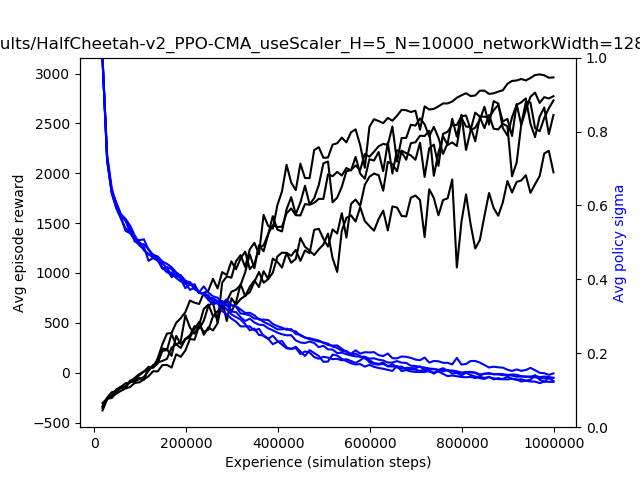 ults/HalfCheetah-v2_PPO-CMA_useScaler_H=5_N=10000_networkWidth=128
3000
2500
2000
1500
1000
500
0
−500
Avg episode reward
1.0
0.8
0.6
0.4
0.2
0.0
Avg policy sigma
0 200000 400000 600000 800000 1000000
Experience (simulation steps)